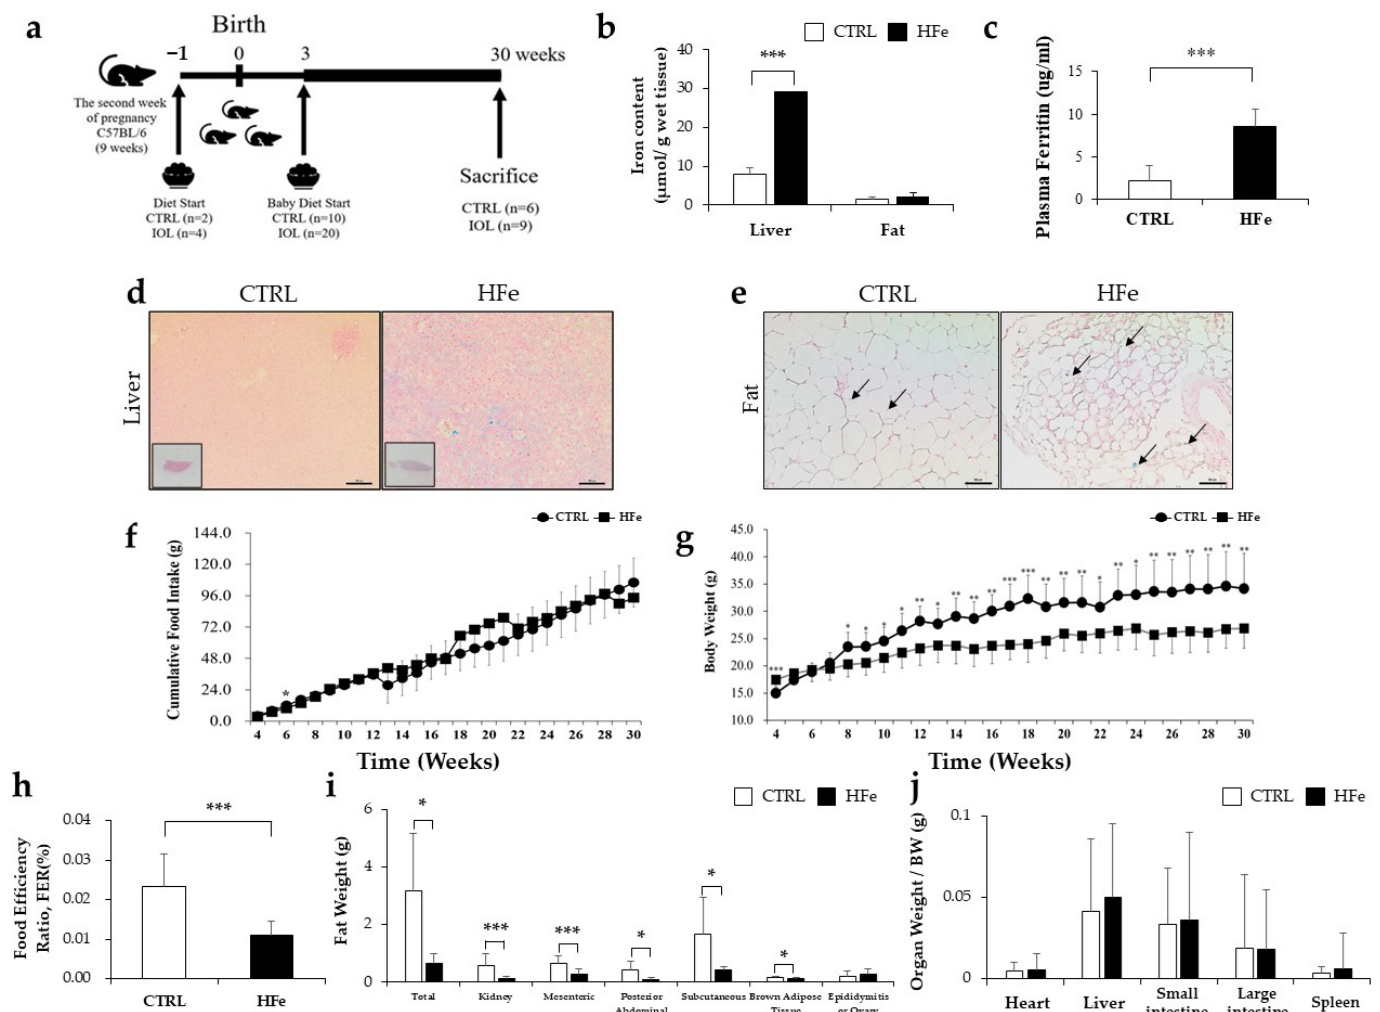 a
Birth
−1
0
3
30 weeks
The second week
of pregnancy
C57BL/6
(9 weeks)
Diet Start
CTRL (n=2)
IOL (n=4)
Baby Diet Start
CTRL (n=10)
IOL (n=20)
Sacrifice
CTRL (n=6)
IOL (n=9)
b
CTRL
HFe
Iron content
(μmol/ g wet tissue)
40
30
20
10
0
***
Liver
Fat
c
Plasma Ferritin (ug/ml)
15
10
5
0
***
CTRL
HFe
d
CTRL
HFe
Liver
e
CTRL
HFe
Fat
f
CTRL
HFe
Cumulative Food Intake (g)
144.0
120.0
96.0
72.0
48.0
24.0
0.0
*
4 6 8 10 12 14 16 18 20 22 24 26 28 30
Time (Weeks)
g
CTRL
HFe
Body Weight (g)
45.0
40.0
35.0
30.0
25.0
20.0
15.0
10.0
*** * * * * ** * ** ** ** *** *** ** ** ** * ** * ** ** ** ** ** **
4 6 8 10 12 14 16 18 20 22 24 26 28 30
Time (Weeks)
h
Food Efficiency
Ratio, FER(%)
0.04
0.03
0.02
0.01
0.00
***
CTRL
HFe
i
CTRL
HFe
Fat Weight (g)
6
4
2
0
* *** *** * * *
Total
Kidney
Mesenteric
Posterior
Abdominal
Subcutaneous
Brown Adipose
Tissue
Epididymitis
or Ovary
j
CTRL
HFe
Organ Weight / BW (g)
0.1
0.05
0
Heart
Liver
Small
intestine
Large
intestine
Spleen